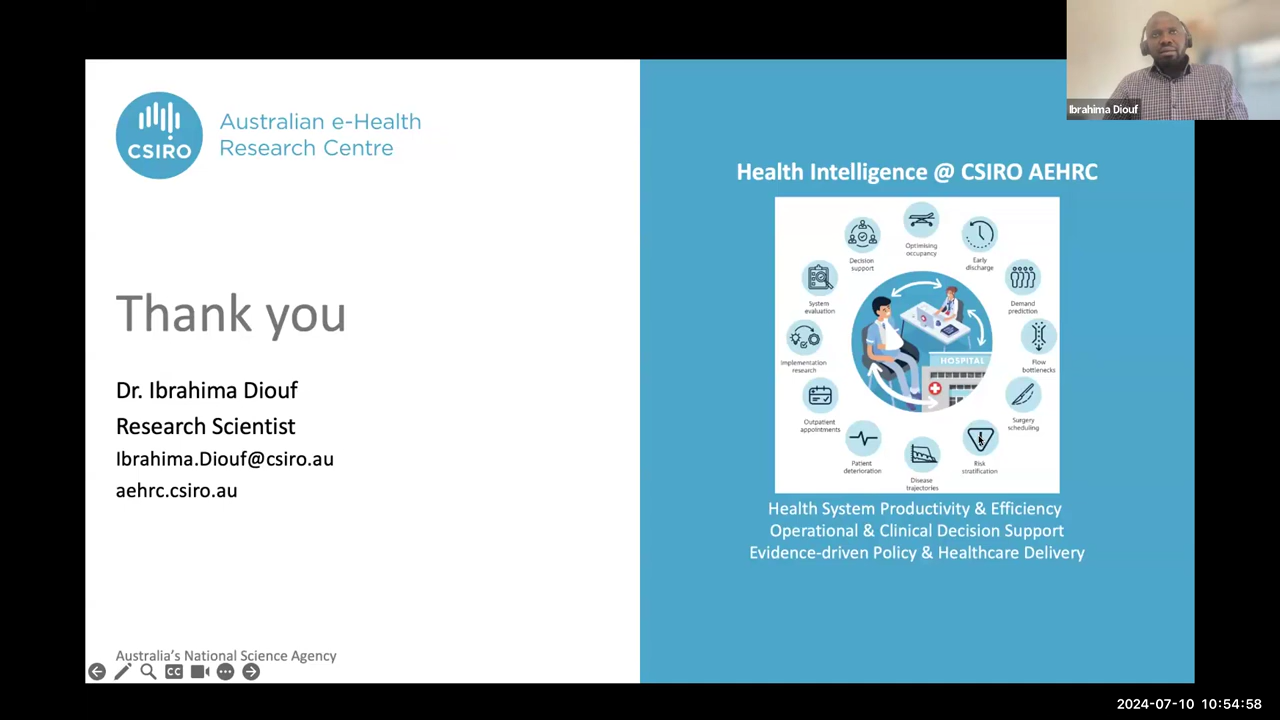 Ibrahima Diouf
CSIRO
Australian e-Health
Research Centre
Thank you
Dr. Ibrahima Diouf
Research Scientist
Ibrahima.Diouf@csiro.au
aehrc.csiro.au
Australia's National Science Agency
CC
Health Intelligence @ CSIRO AEHRC
Optimising
occupancy
Early
discharge
Demand
prediction
Flow
bottlenecks
Surgery
scheduling
Risk
stratification
Disease
trajectories
Patient
deterioration
Outpatient
appointments
Implementation
research
System
evaluation
Decision
support
HOSPITAL
Health System Productivity & Efficiency
Operational & Clinical Decision Support
Evidence-driven Policy & Healthcare Delivery
2024-07-10 10:54:58